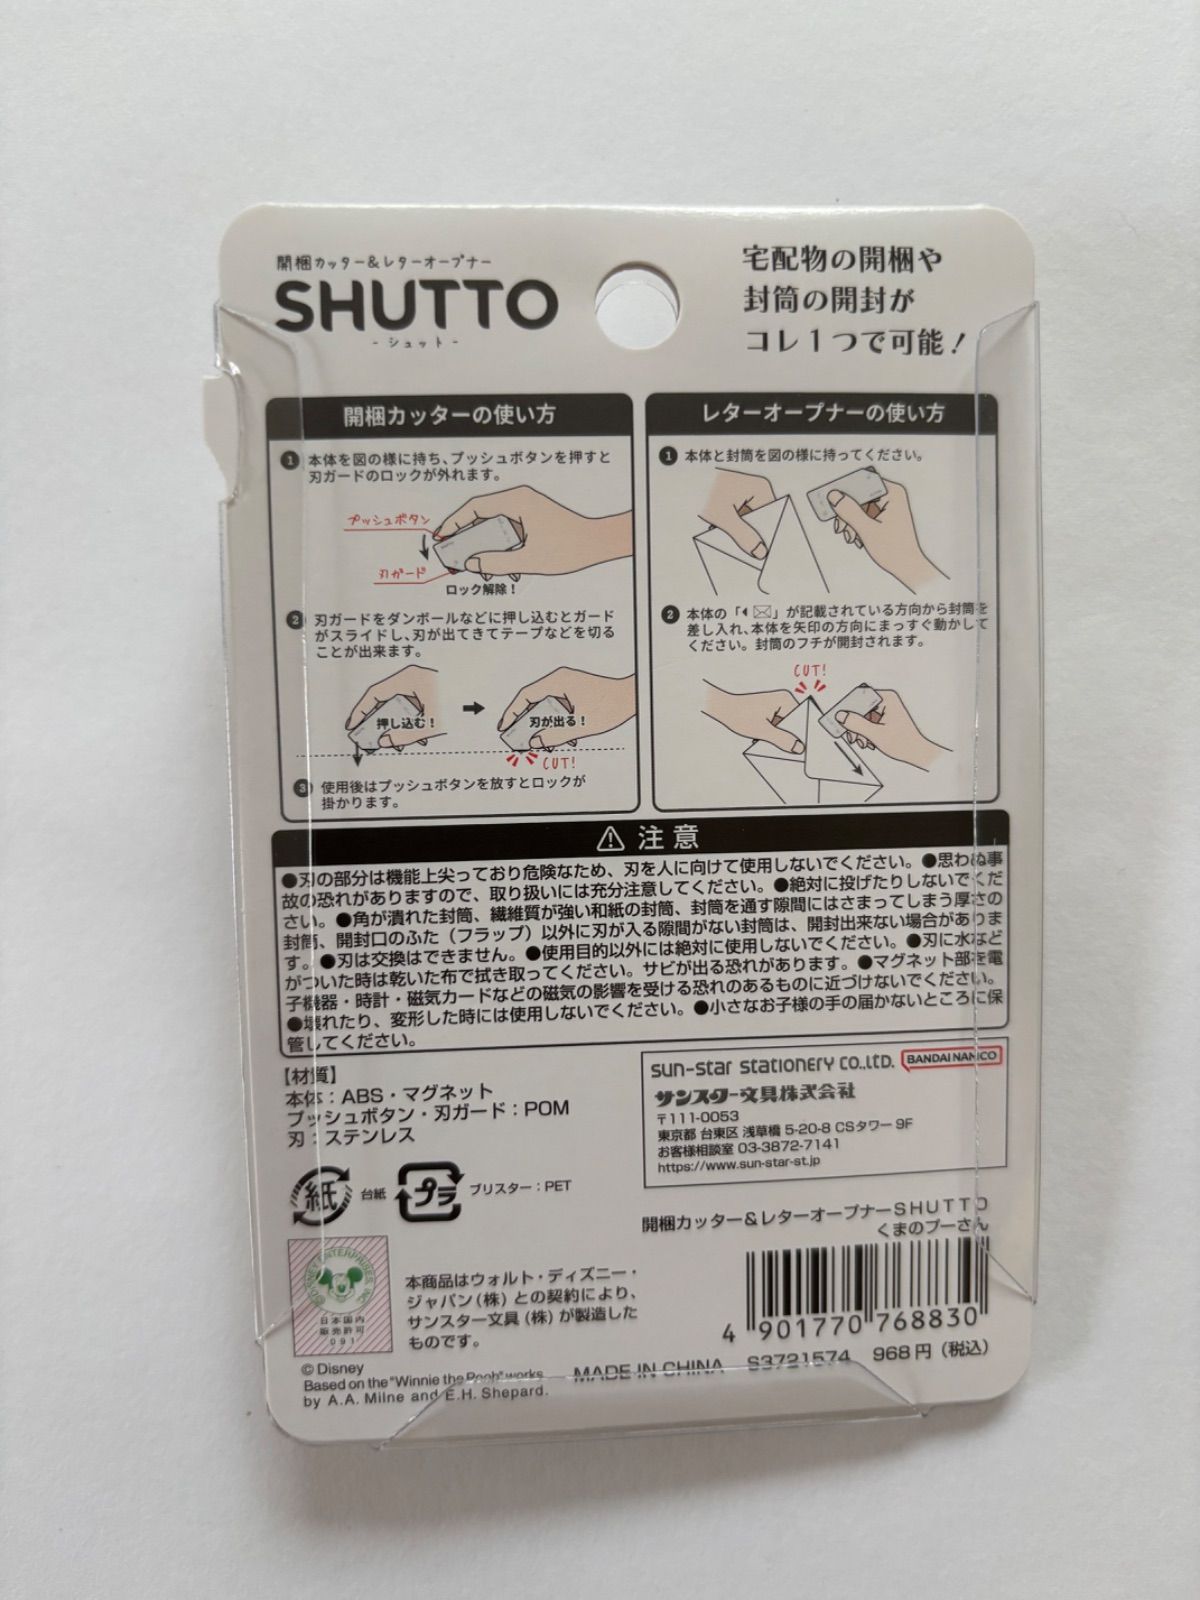 開梱カッター&レターオープナー
SHUTTO
-シュット-
宅配物の開梱や
封筒の開封が
コレ1つで可能!
開梱カッターの使い方
1 本体を図の様に持ち、プッシュボタンを押すと
刃ガードのロックが外れます。
プッシュボタン
刃ガード
ロック解除!
2 刃ガードをダンボールなどに押し込むとガード
がスライドし、刃が出てきてテープなどを切る
ことが出来ます。
押し込む!
刃が出る!
CUT!
3 使用後はプッシュボタンを放すとロックが
掛かります。
レターオープナーの使い方
1 本体と封筒を図の様に持ってください。
2 本体の「◀✉」が記載されている方向から封筒を
差し入れ、本体を矢印の方向にまっすぐ動かして
ください。封筒のフチが開封されます。
CUT!
⚠ 注意
●刃の部分は機能上尖っており危険なため、刃を人に向けて使用しないでください。●思わぬ事
故の恐れがありますので、取り扱いには充分注意してください。●絶対に投げたりしないでくだ
さい。●角が潰れた封筒、繊維質が強い和紙の封筒、封筒を通す隙間にはさまってしまう厚さの
封筒、開封口のふた(フラップ)以外に刃が入る隙間がない封筒は、開封出来ない場合がありま
す。●刃は交換はできません。●使用目的以外には絶対に使用しないでください。●刃に水など
がついた時は乾いた布で拭き取ってください。サビが出る恐れがあります。●マグネット部を電
子機器・時計・磁気カードなどの磁気の影響を受ける恐れのあるものに近づけないでください。
●壊れたり、変形した時には使用しないでください。●小さなお子様の手の届かないところに保
管してください。
【材質】
本体:ABS・マグネット
プッシュボタン・刃ガード:POM
刃:ステンレス
紙 台紙 プラ ブリスター:PET
sun-star stationery co.,ltd. BANDAI NAMCO
サンスター文具株式会社
〒111-0053
東京都 台東区 浅草橋 5-20-8 CSタワー 9F
お客様相談室 03-3872-7141
https://www.sun-star-st.jp
開梱カッター&レターオープナーSHUTTO
くまのプーさん
4 901770 768830
©DISNEY ENTERPRISES, INC.
日本国内
販売許可
091
本商品はウォルト・ディズニー・
ジャパン(株)との契約により、
サンスター文具(株)が製造した
ものです。
©Disney
Based on the "Winnie the Pooh" works
by A.A. Milne and E.H. Shepard.
MADE IN CHINA S3721574 968円(税込)